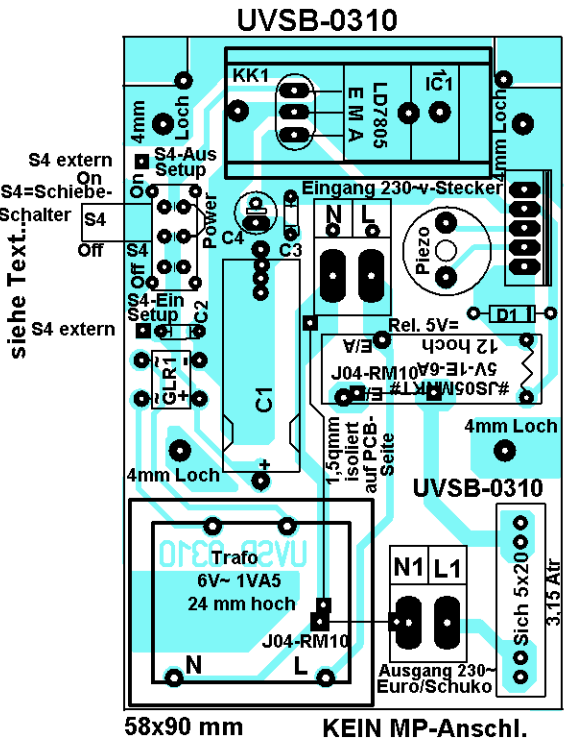 UVSB-0310
KK1
E M A
LD7805
1
IC1
4mm
Loch
4mm Loch
S4 extern
On
S4-Aus
Setup
On
S4=Schiebe-
Schalter
S4
Off
S4
Off
Power
siehe Text...
C4
C3
Eingang 230~v-Stecker
N L
Piezo
S4-Ein
Setup
S4 extern
C2
D1
~ -
GLR1
~ +
C1
+
Rel. 5V=
E/A
12 hoch
5V-1E-6A
#JS05MNKT#
J04-RM10
E/A
1,5qmm
isoliert
auf PCB-
Seite
4mm Loch
4mm Loch
UVSB-0310
UVSB-0310
Trafo
6V~ 1VA5
24 mm hoch
J04-RM10
N L
N1 L1
Ausgang 230~
Euro/Schuko
Sich 5x20
3,15 Atr
58x90 mm
KEIN MP-Anschl.